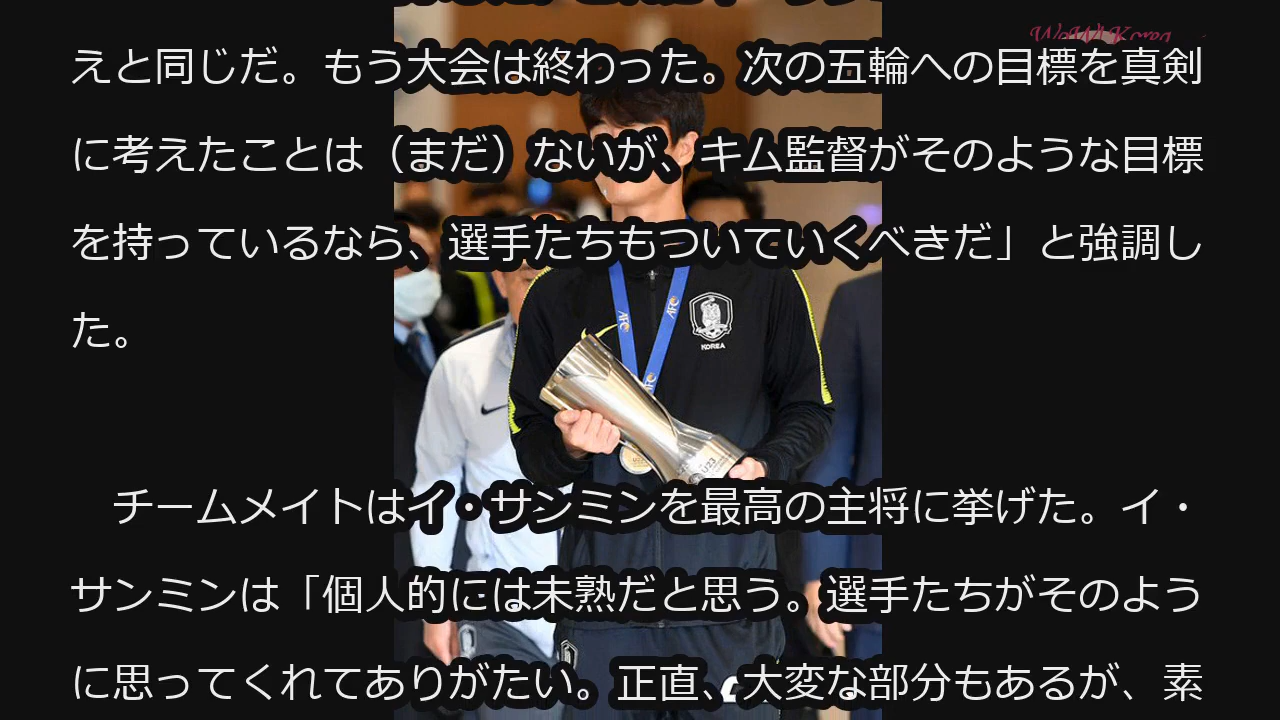 WoW!Korea
えと同じだ。もう大会は終わった。次の五輪への目標を真剣
に考えたことは（まだ）ないが、キム監督がそのような目標
を持っているなら、選手たちもついていくべきだ」と強調し
た。
AFC
AFC
KOREA
AFC
U23
　チームメイトはイ・サンミンを最高の主将に挙げた。イ・
サンミンは「個人的には未熟だと思う。選手たちがそのよう
に思ってくれてありがたい。正直、大変な部分もあるが、素